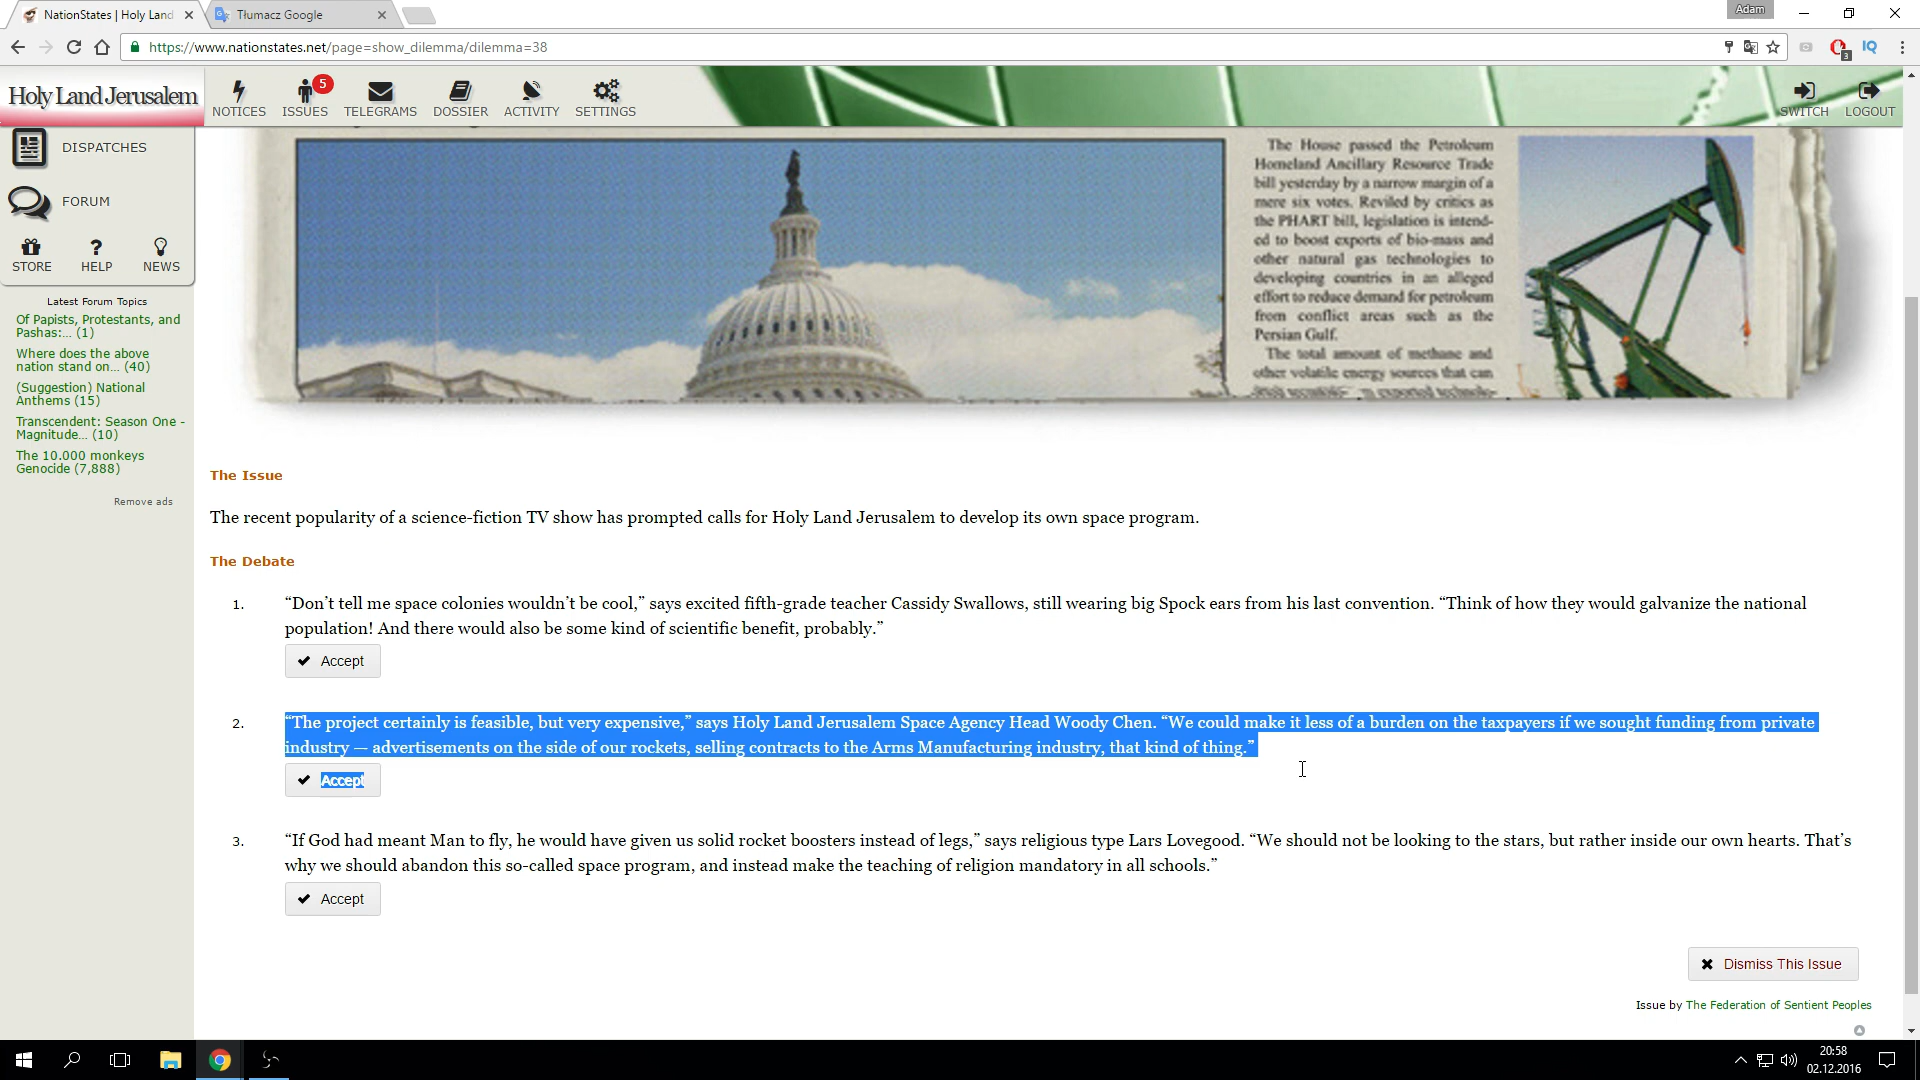 NationStates | Holy Land
Tłumacz Google
Adam
https://www.nationstates.net/page=show_dilemma/dilemma=38
3
IQ
Holy Land Jerusalem
NOTICES
5
ISSUES
TELEGRAMS
DOSSIER
ACTIVITY
SETTINGS
SWITCH
LOGOUT
DISPATCHES
FORUM
STORE
HELP
NEWS
Latest Forum Topics
Of Papists, Protestants, and
Pashas:... (1)
Where does the above
nation stand on... (40)
(Suggestion) National
Anthems (15)
Transcendent: Season One -
Magnitude... (10)
The 10.000 monkeys
Genocide (7,888)
Remove ads
The House passed the Petroleum
Homeland Ancillary Resource Trade
bill yesterday by a narrow margin of a
mere six votes. Reviled by critics as
the PHART bill, legislation is intend-
ed to boost exports of bio-mass and
other natural gas technologies to
developing countries in an alleged
effort to reduce demand for petroleum
from conflict areas such as the
Persian Gulf.
The total amount of methane and
other volatile energy sources that can
The Issue
The recent popularity of a science-fiction TV show has prompted calls for Holy Land Jerusalem to develop its own space program.
The Debate
1. “Don’t tell me space colonies wouldn’t be cool,” says excited fifth-grade teacher Cassidy Swallows, still wearing big Spock ears from his last convention. “Think of how they would galvanize the national
population! And there would also be some kind of scientific benefit, probably.”
Accept
2. “The project certainly is feasible, but very expensive,” says Holy Land Jerusalem Space Agency Head Woody Chen. “We could make it less of a burden on the taxpayers if we sought funding from private
industry — advertisements on the side of our rockets, selling contracts to the Arms Manufacturing industry, that kind of thing.”
Accept
3. “If God had meant Man to fly, he would have given us solid rocket boosters instead of legs,” says religious type Lars Lovegood. “We should not be looking to the stars, but rather inside our own hearts. That’s
why we should abandon this so-called space program, and instead make the teaching of religion mandatory in all schools.”
Accept
Dismiss This Issue
Issue by The Federation of Sentient Peoples
20:58
02.12.2016